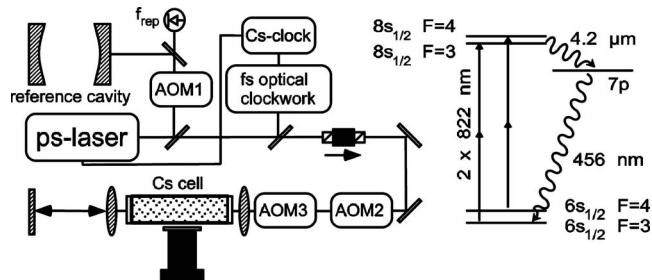 f_rep
Cs-clock
fs optical
clockwork
reference cavity
AOM1
ps-laser
Cs cell
AOM3
AOM2
8s_1/2 F=4
8s_1/2 F=3
4.2 µm
7p
2 x 822 nm
456 nm
6s_1/2 F=4
6s_1/2 F=3